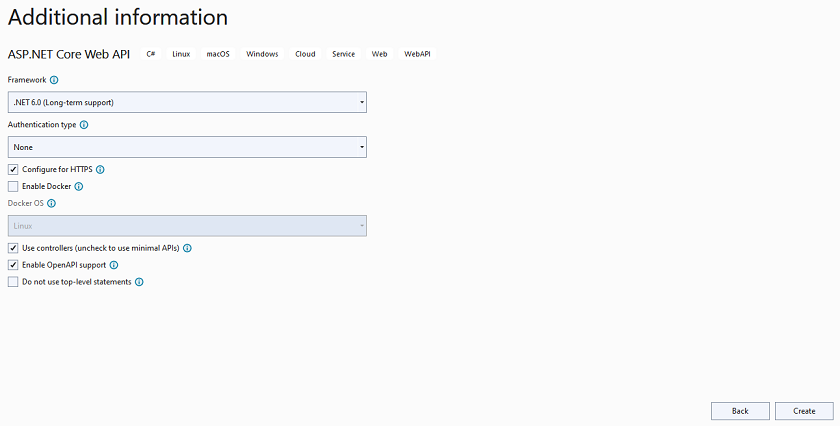 Additional information
ASP.NET Core Web API C# Linux macOS Windows Cloud Service Web WebAPI
Framework
.NET 6.0 (Long-term support)
Authentication type
None
Configure for HTTPS
Enable Docker
Docker OS
Linux
Use controllers (uncheck to use minimal APIs)
Enable OpenAPI support
Do not use top-level statements
Back Create